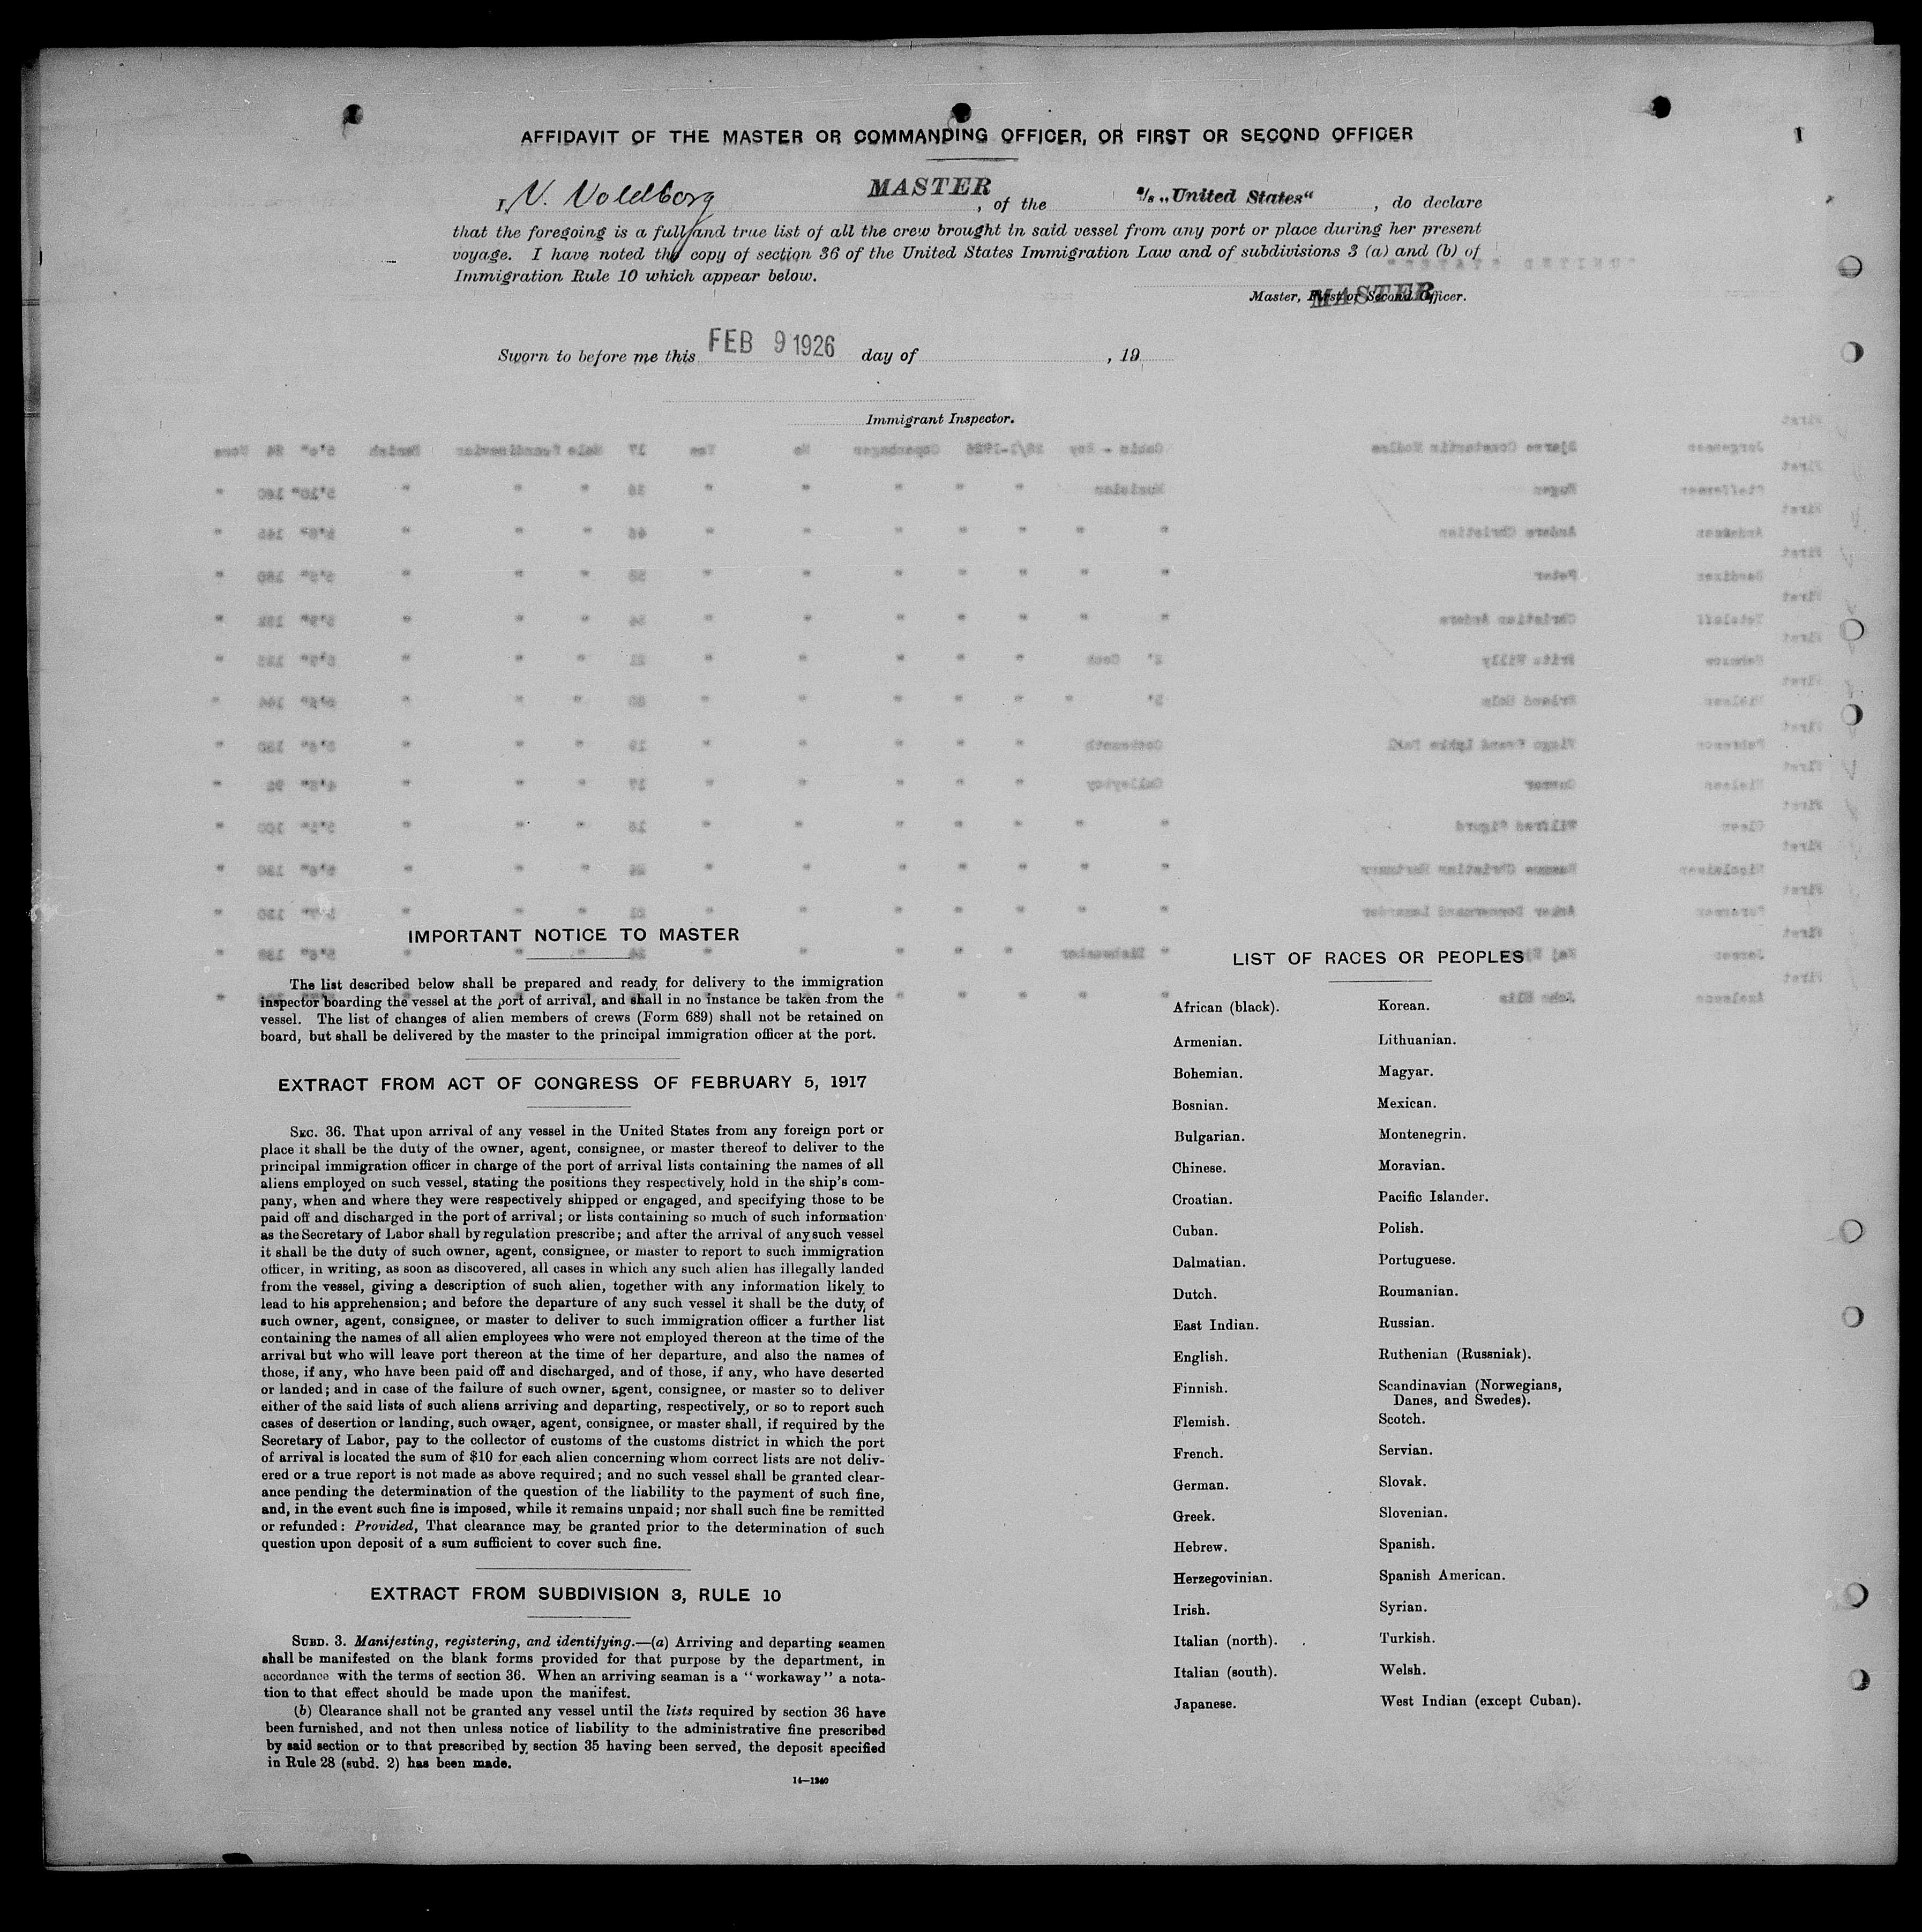 AFFIDAVIT OF THE MASTER OR COMMANDING OFFICER, OR FIRST OR SECOND OFFICER
1
I, V. Voldborg MASTER, of the S/S „United States“, do declare
that the foregoing is a full and true list of all the crew brought in said vessel from any port or place during her present
voyage. I have noted the copy of section 36 of the United States Immigration Law and of subdivisions 3 (a) and (b) of
Immigration Rule 10 which appear below.
MASTER
Master, First or Second Officer.
Sworn to before me this FEB 9 1926 day of , 19
Immigrant Inspector.
IMPORTANT NOTICE TO MASTER
The list described below shall be prepared and ready for delivery to the immigration
inspector boarding the vessel at the port of arrival, and shall in no instance be taken from the
vessel. The list of changes of alien members of crews (Form 689) shall not be retained on
board, but shall be delivered by the master to the principal immigration officer at the port.
EXTRACT FROM ACT OF CONGRESS OF FEBRUARY 5, 1917
SEC. 36. That upon arrival of any vessel in the United States from any foreign port or
place it shall be the duty of the owner, agent, consignee, or master thereof to deliver to the
principal immigration officer in charge of the port of arrival lists containing the names of all
aliens employed on such vessel, stating the positions they respectively hold in the ship's com-
pany, when and where they were respectively shipped or engaged, and specifying those to be
paid off and discharged in the port of arrival; or lists containing so much of such information
as the Secretary of Labor shall by regulation prescribe; and after the arrival of any such vessel
it shall be the duty of such owner, agent, consignee, or master to report to such immigration
officer, in writing, as soon as discovered, all cases in which any such alien has illegally landed
from the vessel, giving a description of such alien, together with any information likely to
lead to his apprehension; and before the departure of any such vessel it shall be the duty of
such owner, agent, consignee, or master to deliver to such immigration officer a further list
containing the names of all alien employees who were not employed thereon at the time of the
arrival but who will leave port thereon at the time of her departure, and also the names of
those, if any, who have been paid off and discharged, and of those, if any, who have deserted
or landed; and in case of the failure of such owner, agent, consignee, or master so to deliver
either of the said lists of such aliens arriving and departing, respectively, or so to report such
cases of desertion or landing, such owner, agent, consignee, or master shall, if required by the
Secretary of Labor, pay to the collector of customs of the customs district in which the port
of arrival is located the sum of $10 for each alien concerning whom correct lists are not deliv-
ered or a true report is not made as above required; and no such vessel shall be granted clear-
ance pending the determination of the question of the liability to the payment of such fine,
and, in the event such fine is imposed, while it remains unpaid; nor shall such fine be remitted
or refunded: Provided, That clearance may be granted prior to the determination of such
question upon deposit of a sum sufficient to cover such fine.
EXTRACT FROM SUBDIVISION 3, RULE 10
SUBD. 3. Manifesting, registering, and identifying.—(a) Arriving and departing seamen
shall be manifested on the blank forms provided for that purpose by the department, in
accordance with the terms of section 36. When an arriving seaman is a "workaway" a nota-
tion to that effect should be made upon the manifest.
(b) Clearance shall not be granted any vessel until the lists required by section 36 have
been furnished, and not then unless notice of liability to the administrative fine prescribed
by said section or to that prescribed by section 35 having been served, the deposit specified
in Rule 28 (subd. 2) has been made.
14—1240
LIST OF RACES OR PEOPLES
African (black).
Armenian.
Bohemian.
Bosnian.
Bulgarian.
Chinese.
Croatian.
Cuban.
Dalmatian.
Dutch.
East Indian.
English.
Finnish.
Flemish.
French.
German.
Greek.
Hebrew.
Herzegovinian.
Irish.
Italian (north).
Italian (south).
Japanese.
Korean.
Lithuanian.
Magyar.
Mexican.
Montenegrin.
Moravian.
Pacific Islander.
Polish.
Portuguese.
Roumanian.
Russian.
Ruthenian (Russniak).
Scandinavian (Norwegians,
Danes, and Swedes).
Scotch.
Servian.
Slovak.
Slovenian.
Spanish.
Spanish American.
Syrian.
Turkish.
Welsh.
West Indian (except Cuban).